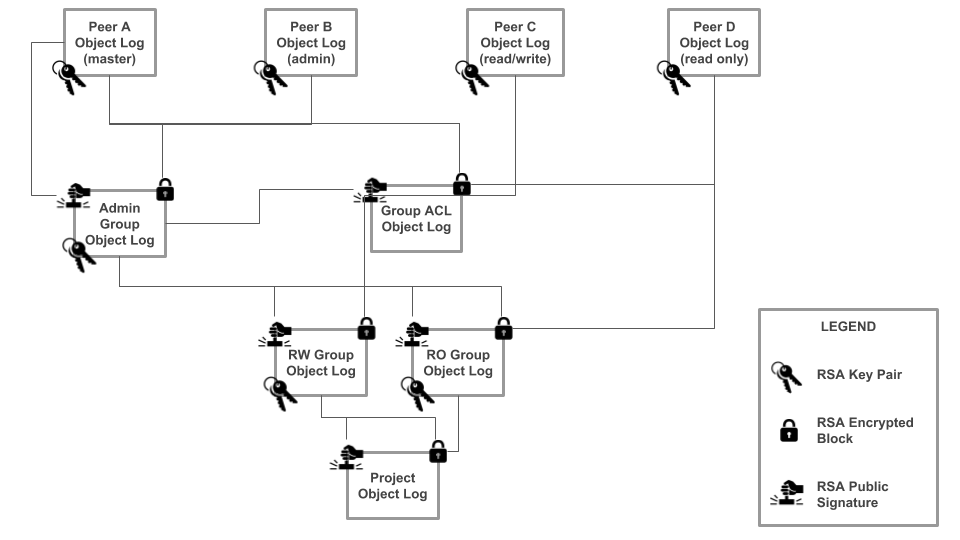 Peer A
Object Log
(master)
Peer B
Object Log
(admin)
Peer C
Object Log
(read/write)
Peer D
Object Log
(read only)
Admin
Group
Object Log
Group ACL
Object Log
RW Group
Object Log
RO Group
Object Log
Project
Object Log
LEGEND
RSA Key Pair
RSA Encrypted
Block
RSA Public
Signature